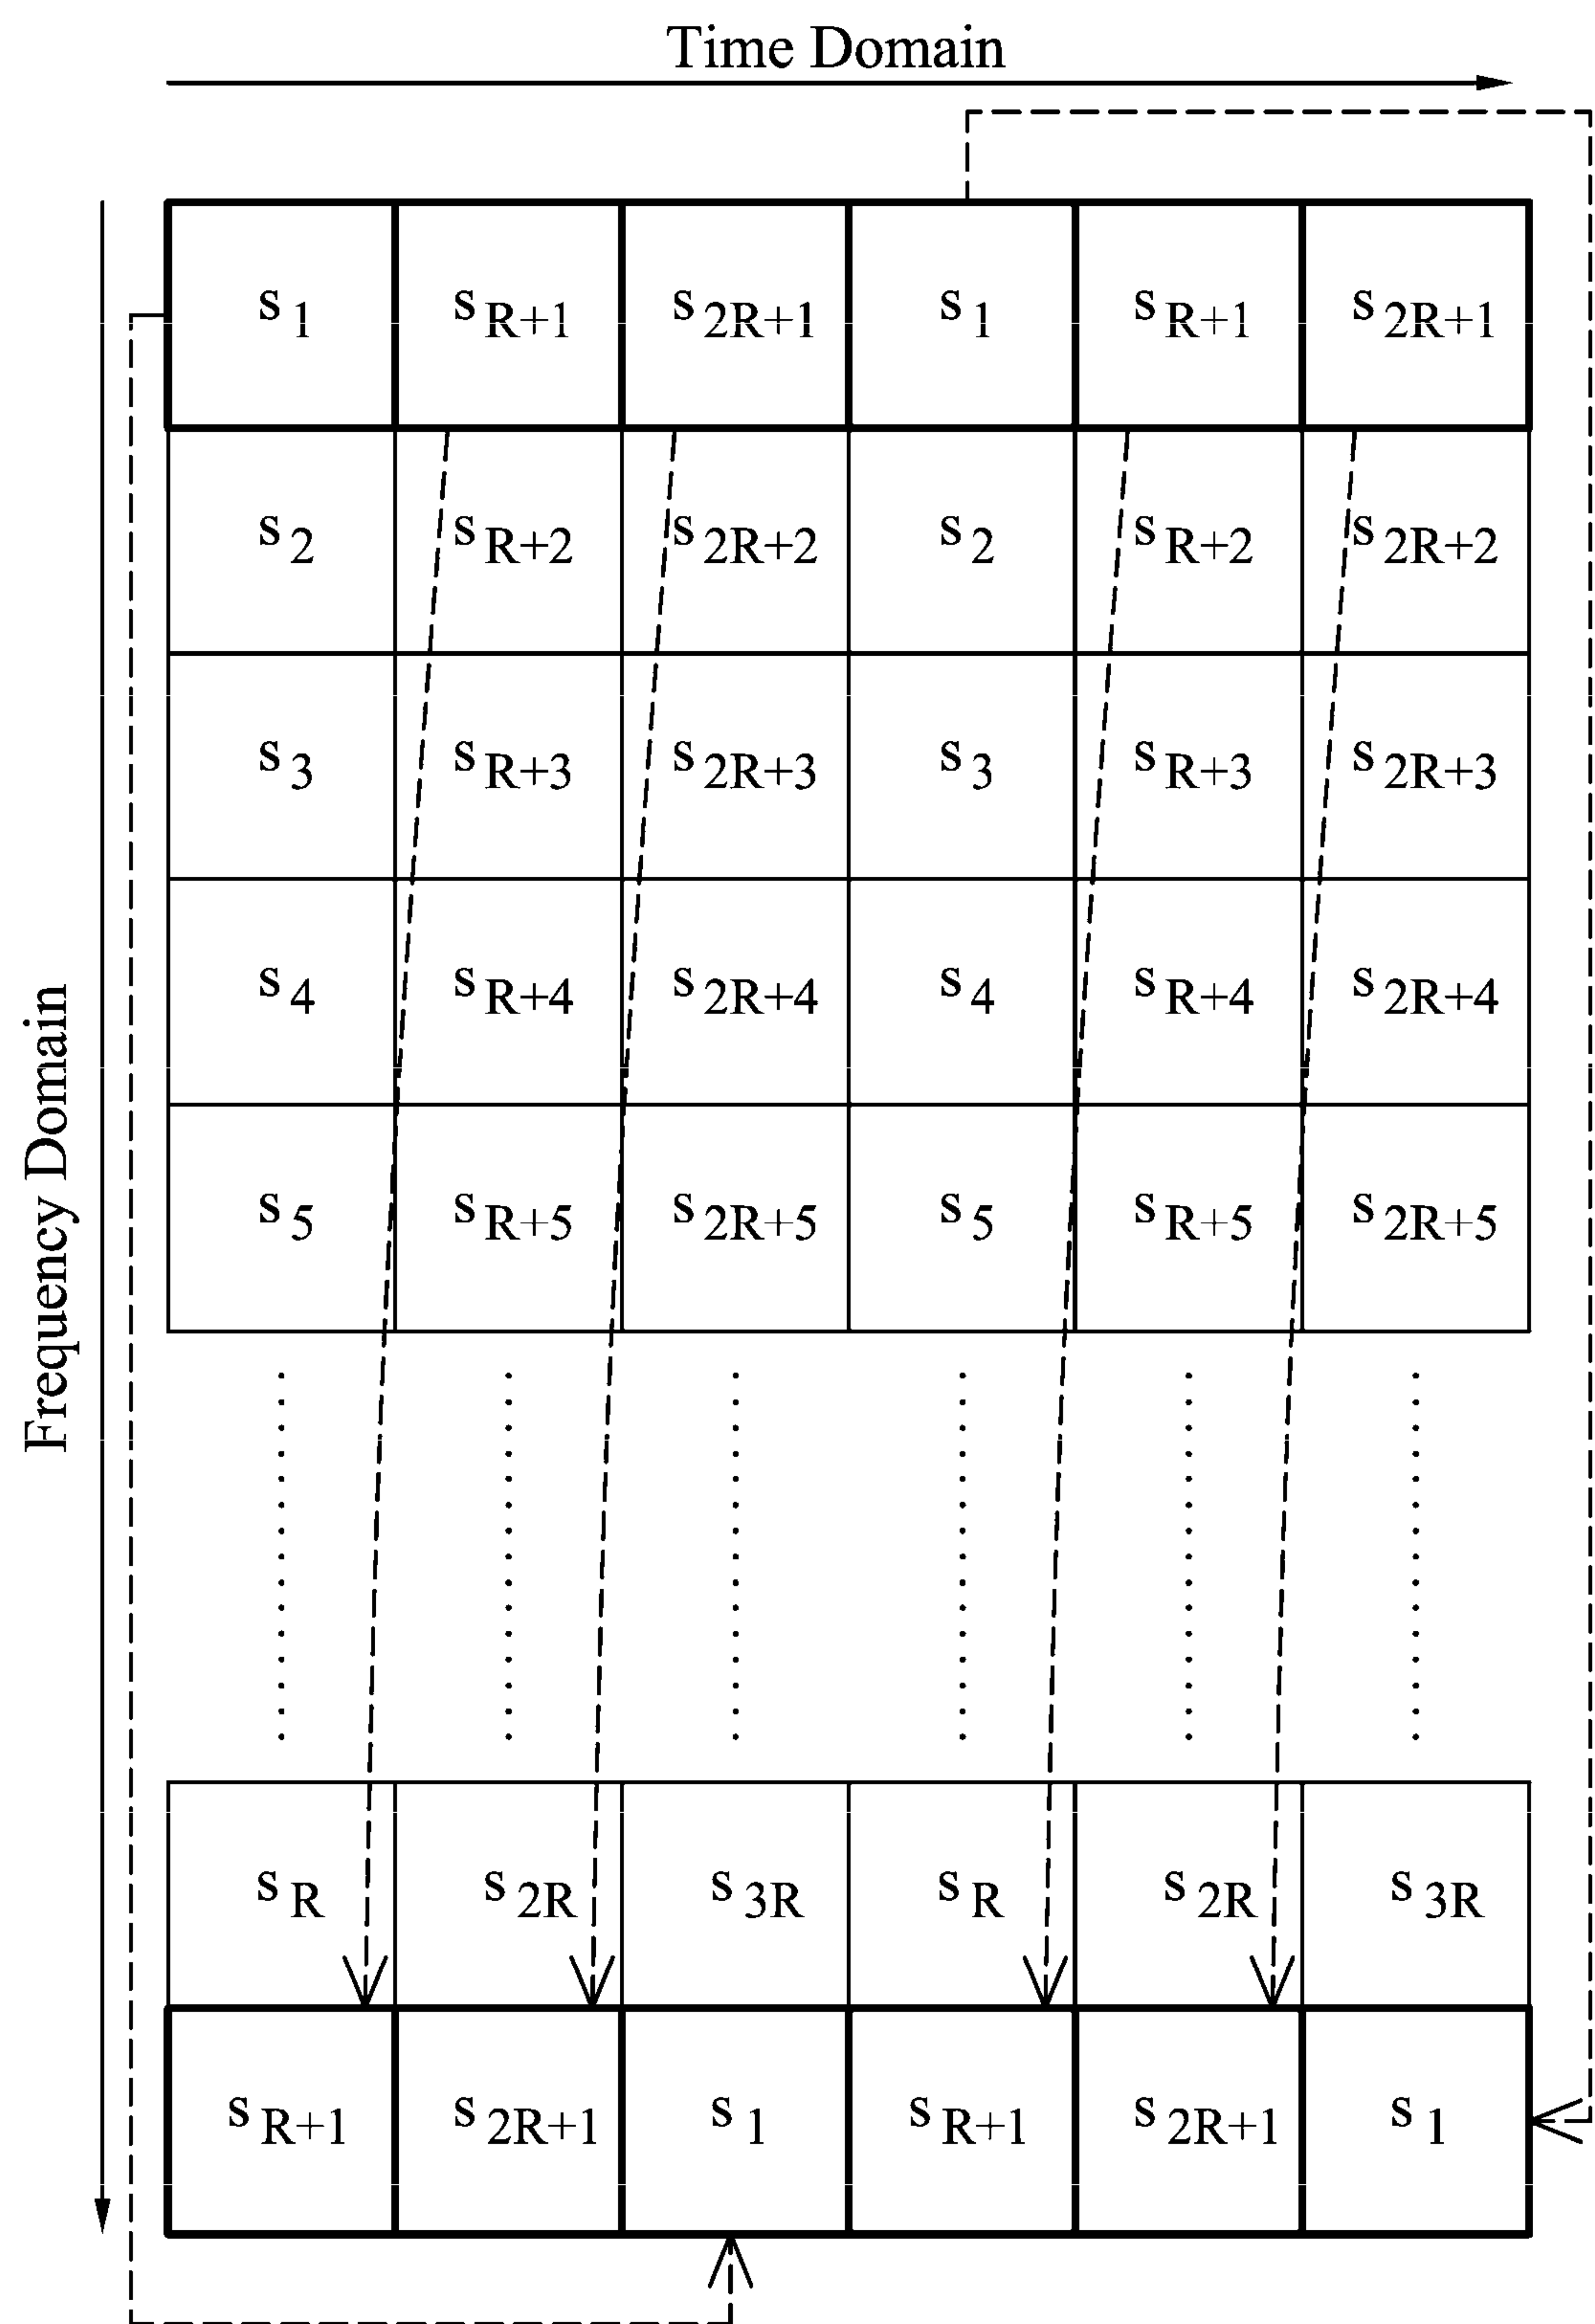 Time Domain
Frequency Domain
s 1 s R+1 s 2R+1 s 1 s R+1 s 2R+1
s 2 s R+2 s 2R+2 s 2 s R+2 s 2R+2
s 3 s R+3 s 2R+3 s 3 s R+3 s 2R+3
s 4 s R+4 s 2R+4 s 4 s R+4 s 2R+4
s 5 s R+5 s 2R+5 s 5 s R+5 s 2R+5
s R s 2R s 3R s R s 2R s 3R
s R+1 s 2R+1 s 1 s R+1 s 2R+1 s 1